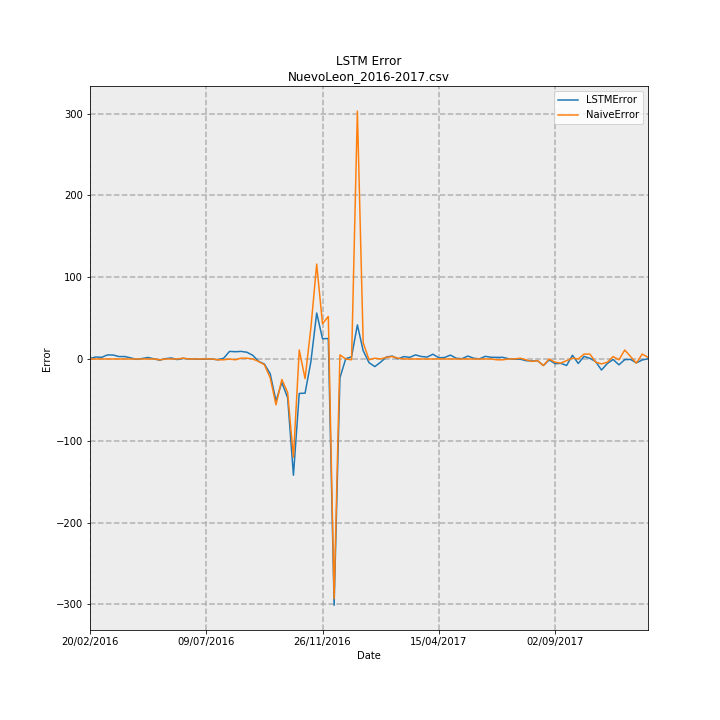 LSTM Error
NuevoLeon_2016-2017.csv
LSTMError
NaiveError
300
200
100
0
−100
−200
−300
Error
20/02/2016 09/07/2016 26/11/2016 15/04/2017 02/09/2017
Date